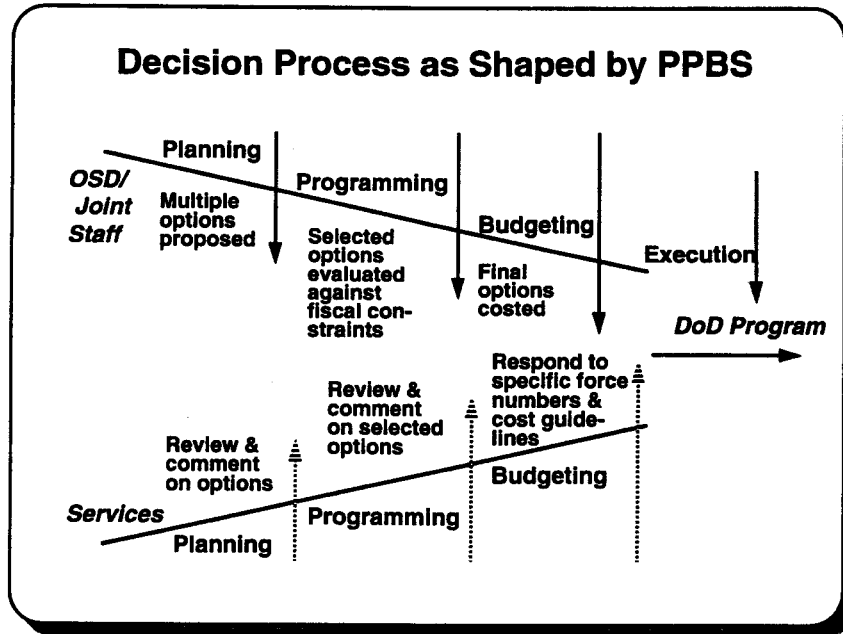 Decision Process as Shaped by PPBS
Planning
OSD/
Joint
Staff
Multiple
options
proposed
Programming
Selected
options
evaluated
against
fiscal con-
straints
Budgeting
Final
options
costed
Execution
DoD Program
Respond to
specific force
numbers &
cost guide-
lines
Review &
comment
on selected
options
Review &
comment
on options
Services
Planning
Programming
Budgeting